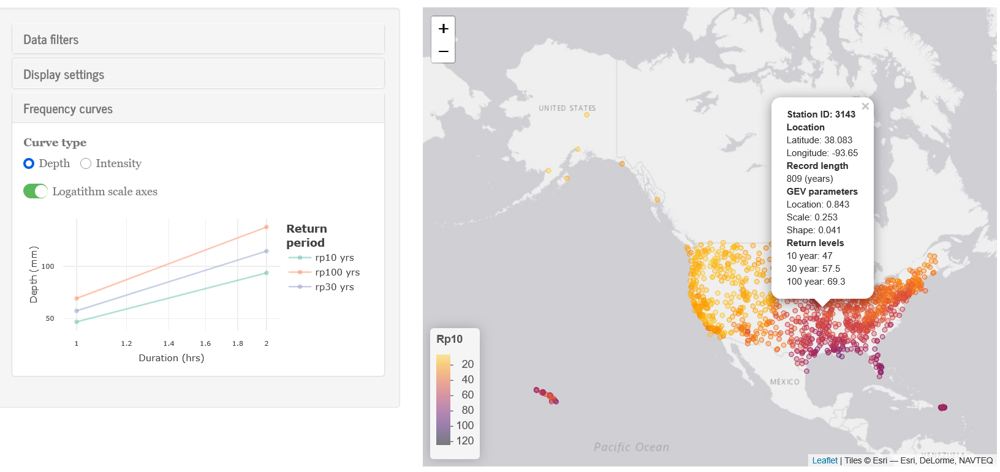 Data filters
Display settings
Frequency curves
Curve type
Depth Intensity
Logatithm scale axes
Depth (mm)
100
50
1 1.2 1.4 1.6 1.8 2
Duration (hrs)
Return
period
rp10 yrs
rp100 yrs
rp30 yrs
+
−
UNITED STATES
×
Station ID: 3143
Location
Latitude: 38.083
Longitude: -93.65
Record length
809 (years)
GEV parameters
Location: 0.843
Scale: 0.253
Shape: 0.041
Return levels
10 year: 47
30 year: 57.5
100 year: 69.3
MÉXICO
Rp10
20
40
60
80
100
120
Pacific Ocean
VENEZUELA
Leaflet | Tiles © Esri — Esri, DeLorme, NAVTEQ